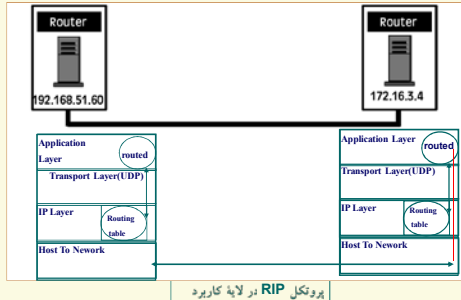 Router
Router
192.168.51.60
172.16.3.4
Application
Layer
routed
Transport Layer(UDP)
IP Layer
Routing
table
Host To Nework
Application Layer
routed
Transport Layer(UDP)
IP Layer
Routing
table
Host To Nework
پروتکل RIP در لایهٔ کاربرد